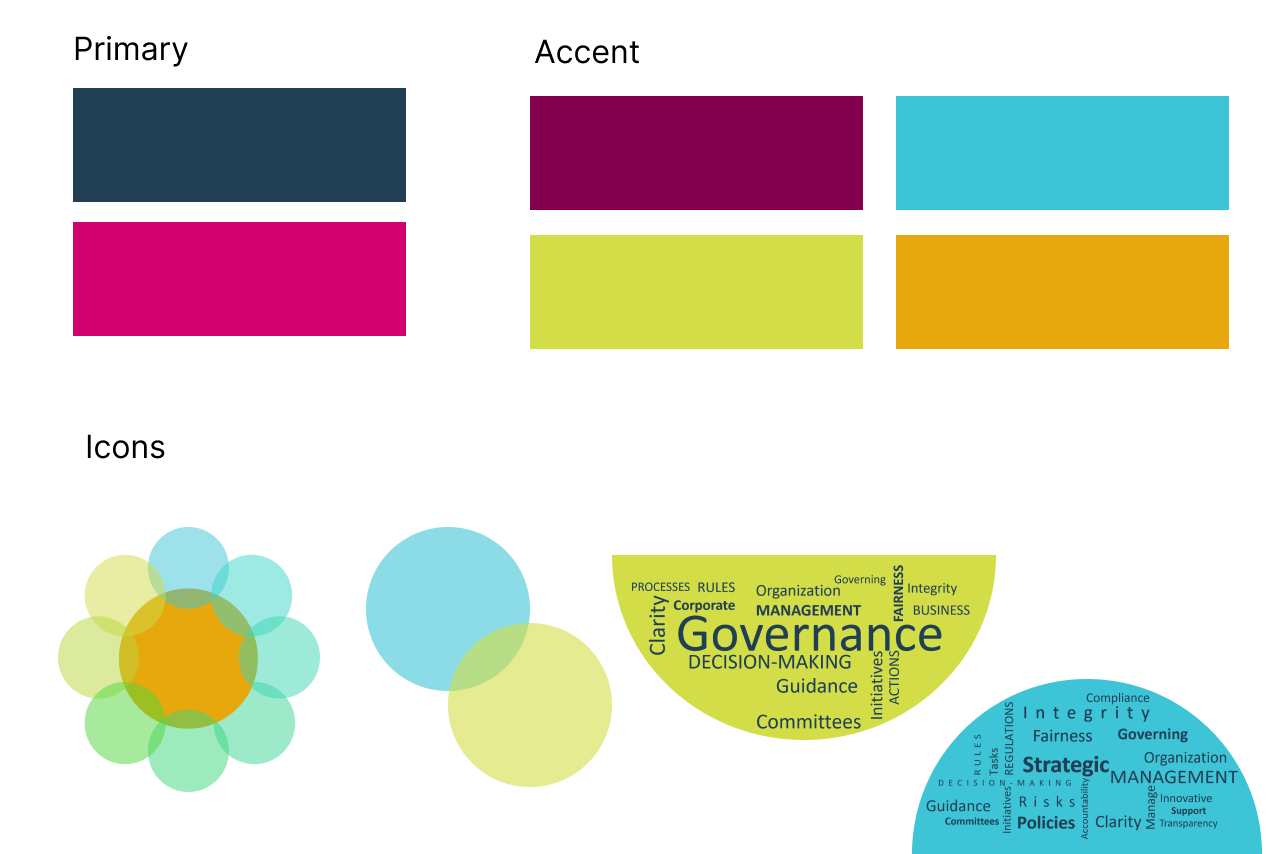 Primary
Accent
Icons
PROCESSES
RULES
Organization
Governing
FAIRNESS
Integrity
Clarity
Corporate
MANAGEMENT
BUSINESS
Governance
DECISION-MAKING
Initiatives
ACTIONS
Guidance
Committees
Compliance
Integrity
REGULATIONS
Fairness
Governing
RULES
Tasks
Strategic
Organization
MANAGEMENT
DECISION-MAKING
Accountability
Initiatives
Risks
Manage
Innovative
Guidance
Support
Committees
Policies
Clarity
Transparency